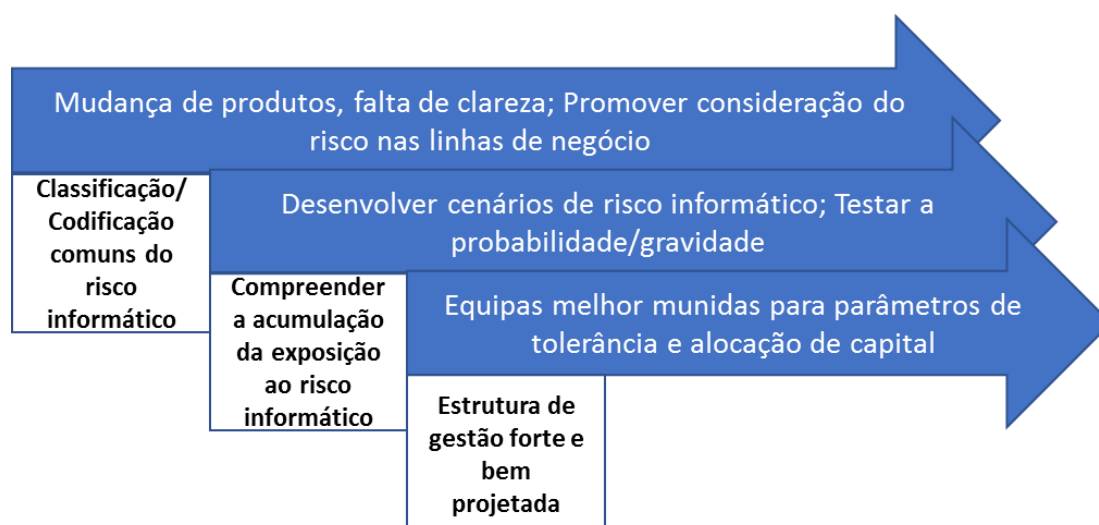 Mudança de produtos, falta de clareza; Promover consideração do
risco nas linhas de negócio
Classificação/
Codificação
comuns do
risco
informático
Desenvolver cenários de risco informático; Testar a
probabilidade/gravidade
Compreender
a acumulação
da exposição
ao risco
informático
Equipas melhor munidas para parâmetros de
tolerância e alocação de capital
Estrutura de
gestão forte e
bem
projetada